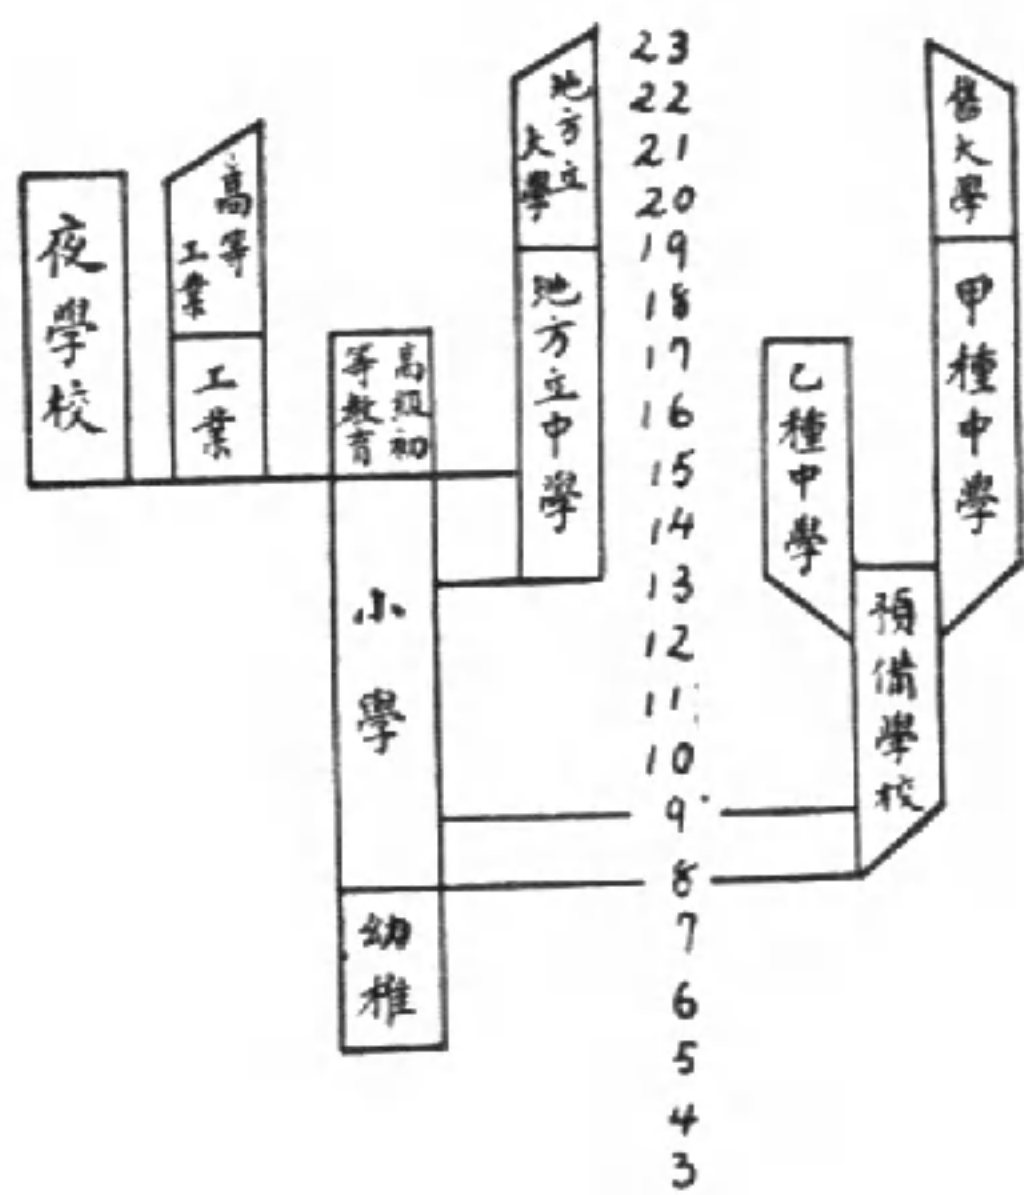 夜學校
高等
工業
工業
高級初
等教育
小學
幼稚
地方立
大學
地方立中學
23
22
21
20
19
18
17
16
15
14
13
12
11
10
9
8
7
6
5
4
3
乙種中學
舊大學
甲種中學
預備學校